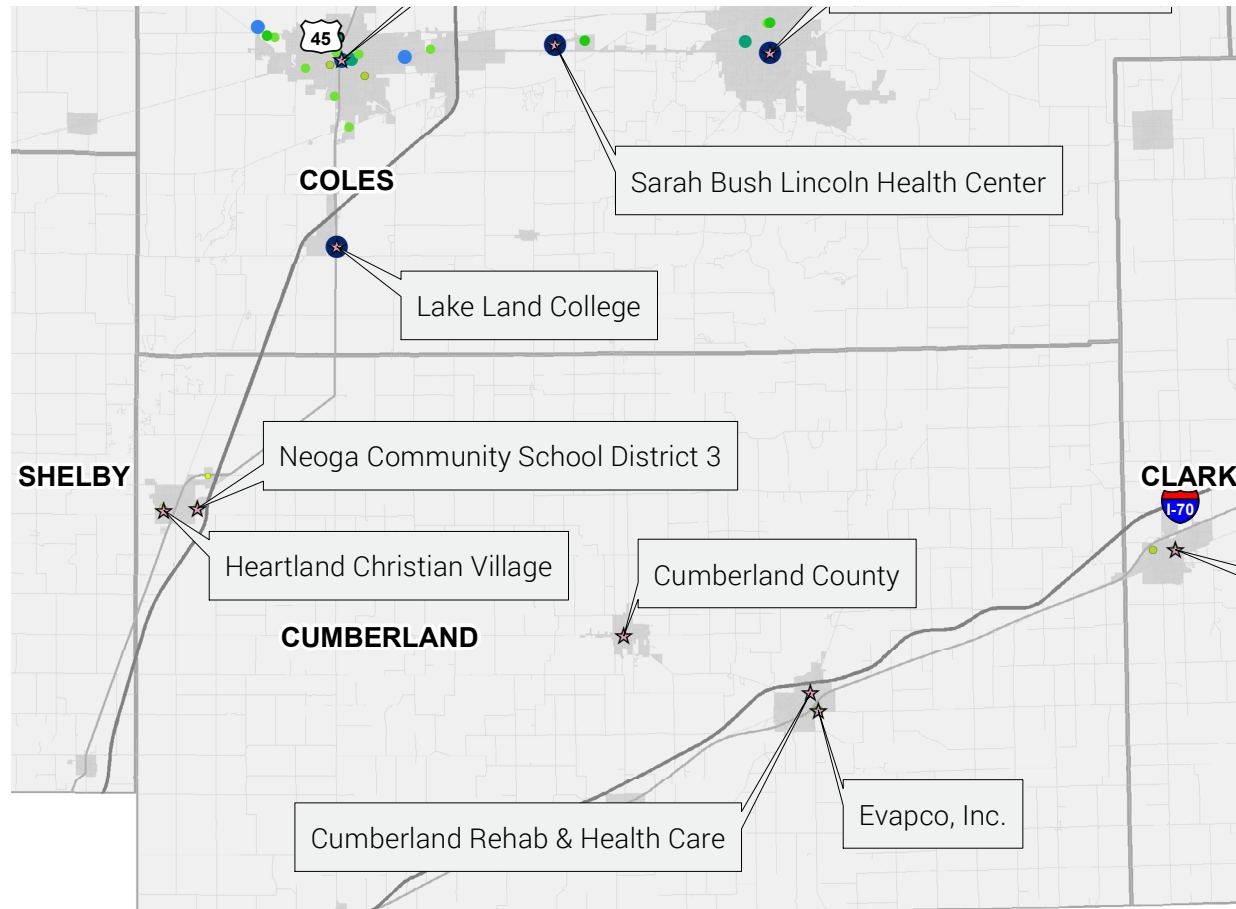 45
COLES
Sarah Bush Lincoln Health Center
Lake Land College
Neoga Community School District 3
SHELBY
CLARK
I-70
Heartland Christian Village
Cumberland County
CUMBERLAND
Evapco, Inc.
Cumberland Rehab & Health Care